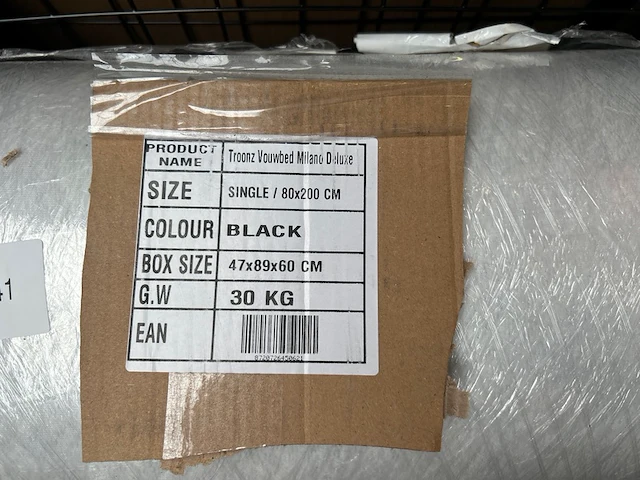 PRODUCT NAME Troonz Vouwbed Milano Deluxe
SIZE SINGLE / 80x200 CM
COLOUR BLACK
BOX SIZE 47x89x60 CM
G.W 30 KG
EAN
8720726450621